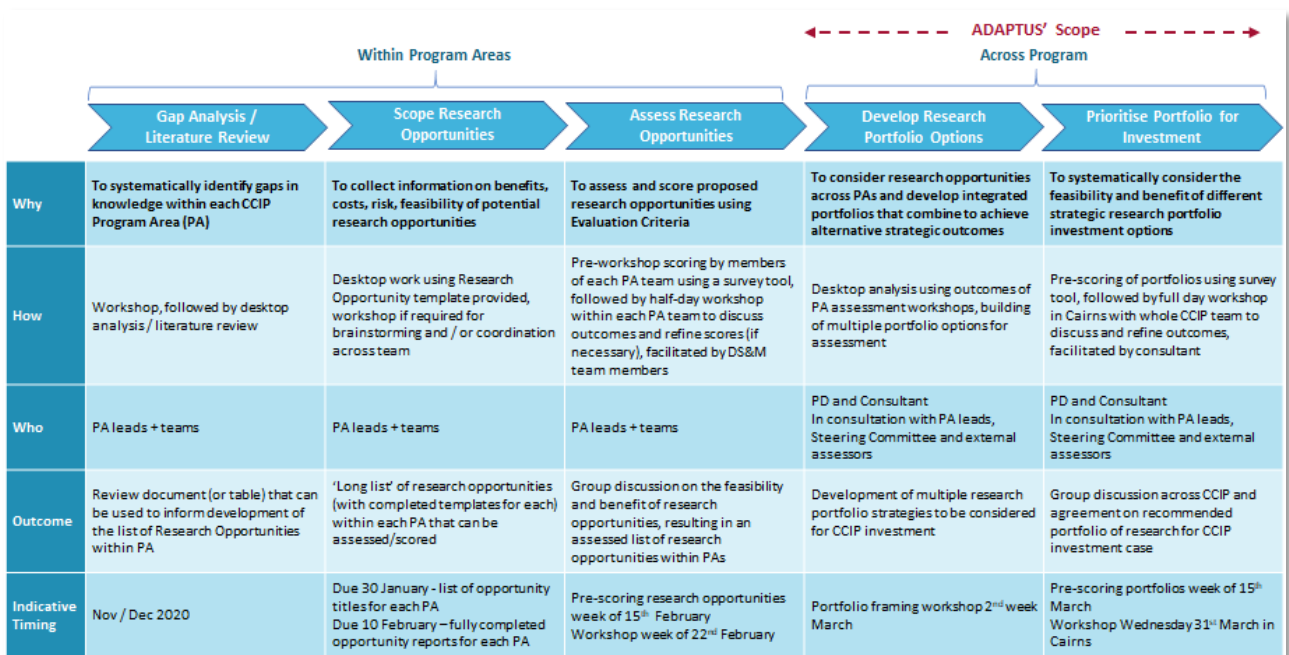 ADAPTUS' Scope
Within Program Areas
Across Program
Gap Analysis /
Literature Review
Scope Research
Opportunities
Assess Research
Opportunities
Develop Research
Portfolio Options
Prioritise Portfolio for
Investment
Why
To systematically identify gaps in
knowledge within each CCIP
Program Area (PA)
To collect information on benefits,
costs, risk, feasibility of potential
research opportunities
To assess and score proposed
research opportunities using
Evaluation Criteria
To consider research opportunities
across PAs and develop integrated
portfolios that combine to achieve
alternative strategic outcomes
To systematically consider the
feasibility and benefit of different
strategic research portfolio
investment options
How
Workshop, followed by desktop
analysis / literature review
Desktop work using Research
Opportunity template provided,
workshop if required for
brainstorming and / or coordination
across team
Pre-workshop scoring by members
of each PA team using a survey tool,
followed by half-day workshop
within each PA team to discuss
outcomes and refine scores (if
necessary), facilitated by DS&M
team members
Desktop analysis using outcomes of
PA assessment workshops, building
of multiple portfolio options for
assessment
Pre-scoring of portfolios using survey
tool, followed by full day workshop
in Cairns with whole CCIP team to
discuss and refine outcomes,
facilitated by consultant
Who
PA leads + teams
PA leads + teams
PA leads + teams
PD and Consultant
In consultation with PA leads,
Steering Committee and external
assessors
PD and Consultant
In consultation with PA leads,
Steering Committee and external
assessors
Outcome
Review document (or table) that can
be used to inform development of
the list of Research Opportunities
within PA
'Long list' of research opportunities
(with completed templates for each)
within each PA that can be
assessed/scored
Group discussion on the feasibility
and benefit of research
opportunities, resulting in an
assessed list of research
opportunities within PAs
Development of multiple research
portfolio strategies to be considered
for CCIP investment
Group discussion across CCIP and
agreement on recommended
portfolio of research for CCIP
investment case
Indicative
Timing
Nov / Dec 2020
Due 30 January - list of opportunity
titles for each PA
Due 10 February – fully completed
opportunity reports for each PA
Pre-scoring research opportunities
week of 15th February
Workshop week of 22nd February
Portfolio framing workshop 2nd week
March
Pre-scoring portfolios week of 15th
March
Workshop Wednesday 31st March in
Cairns